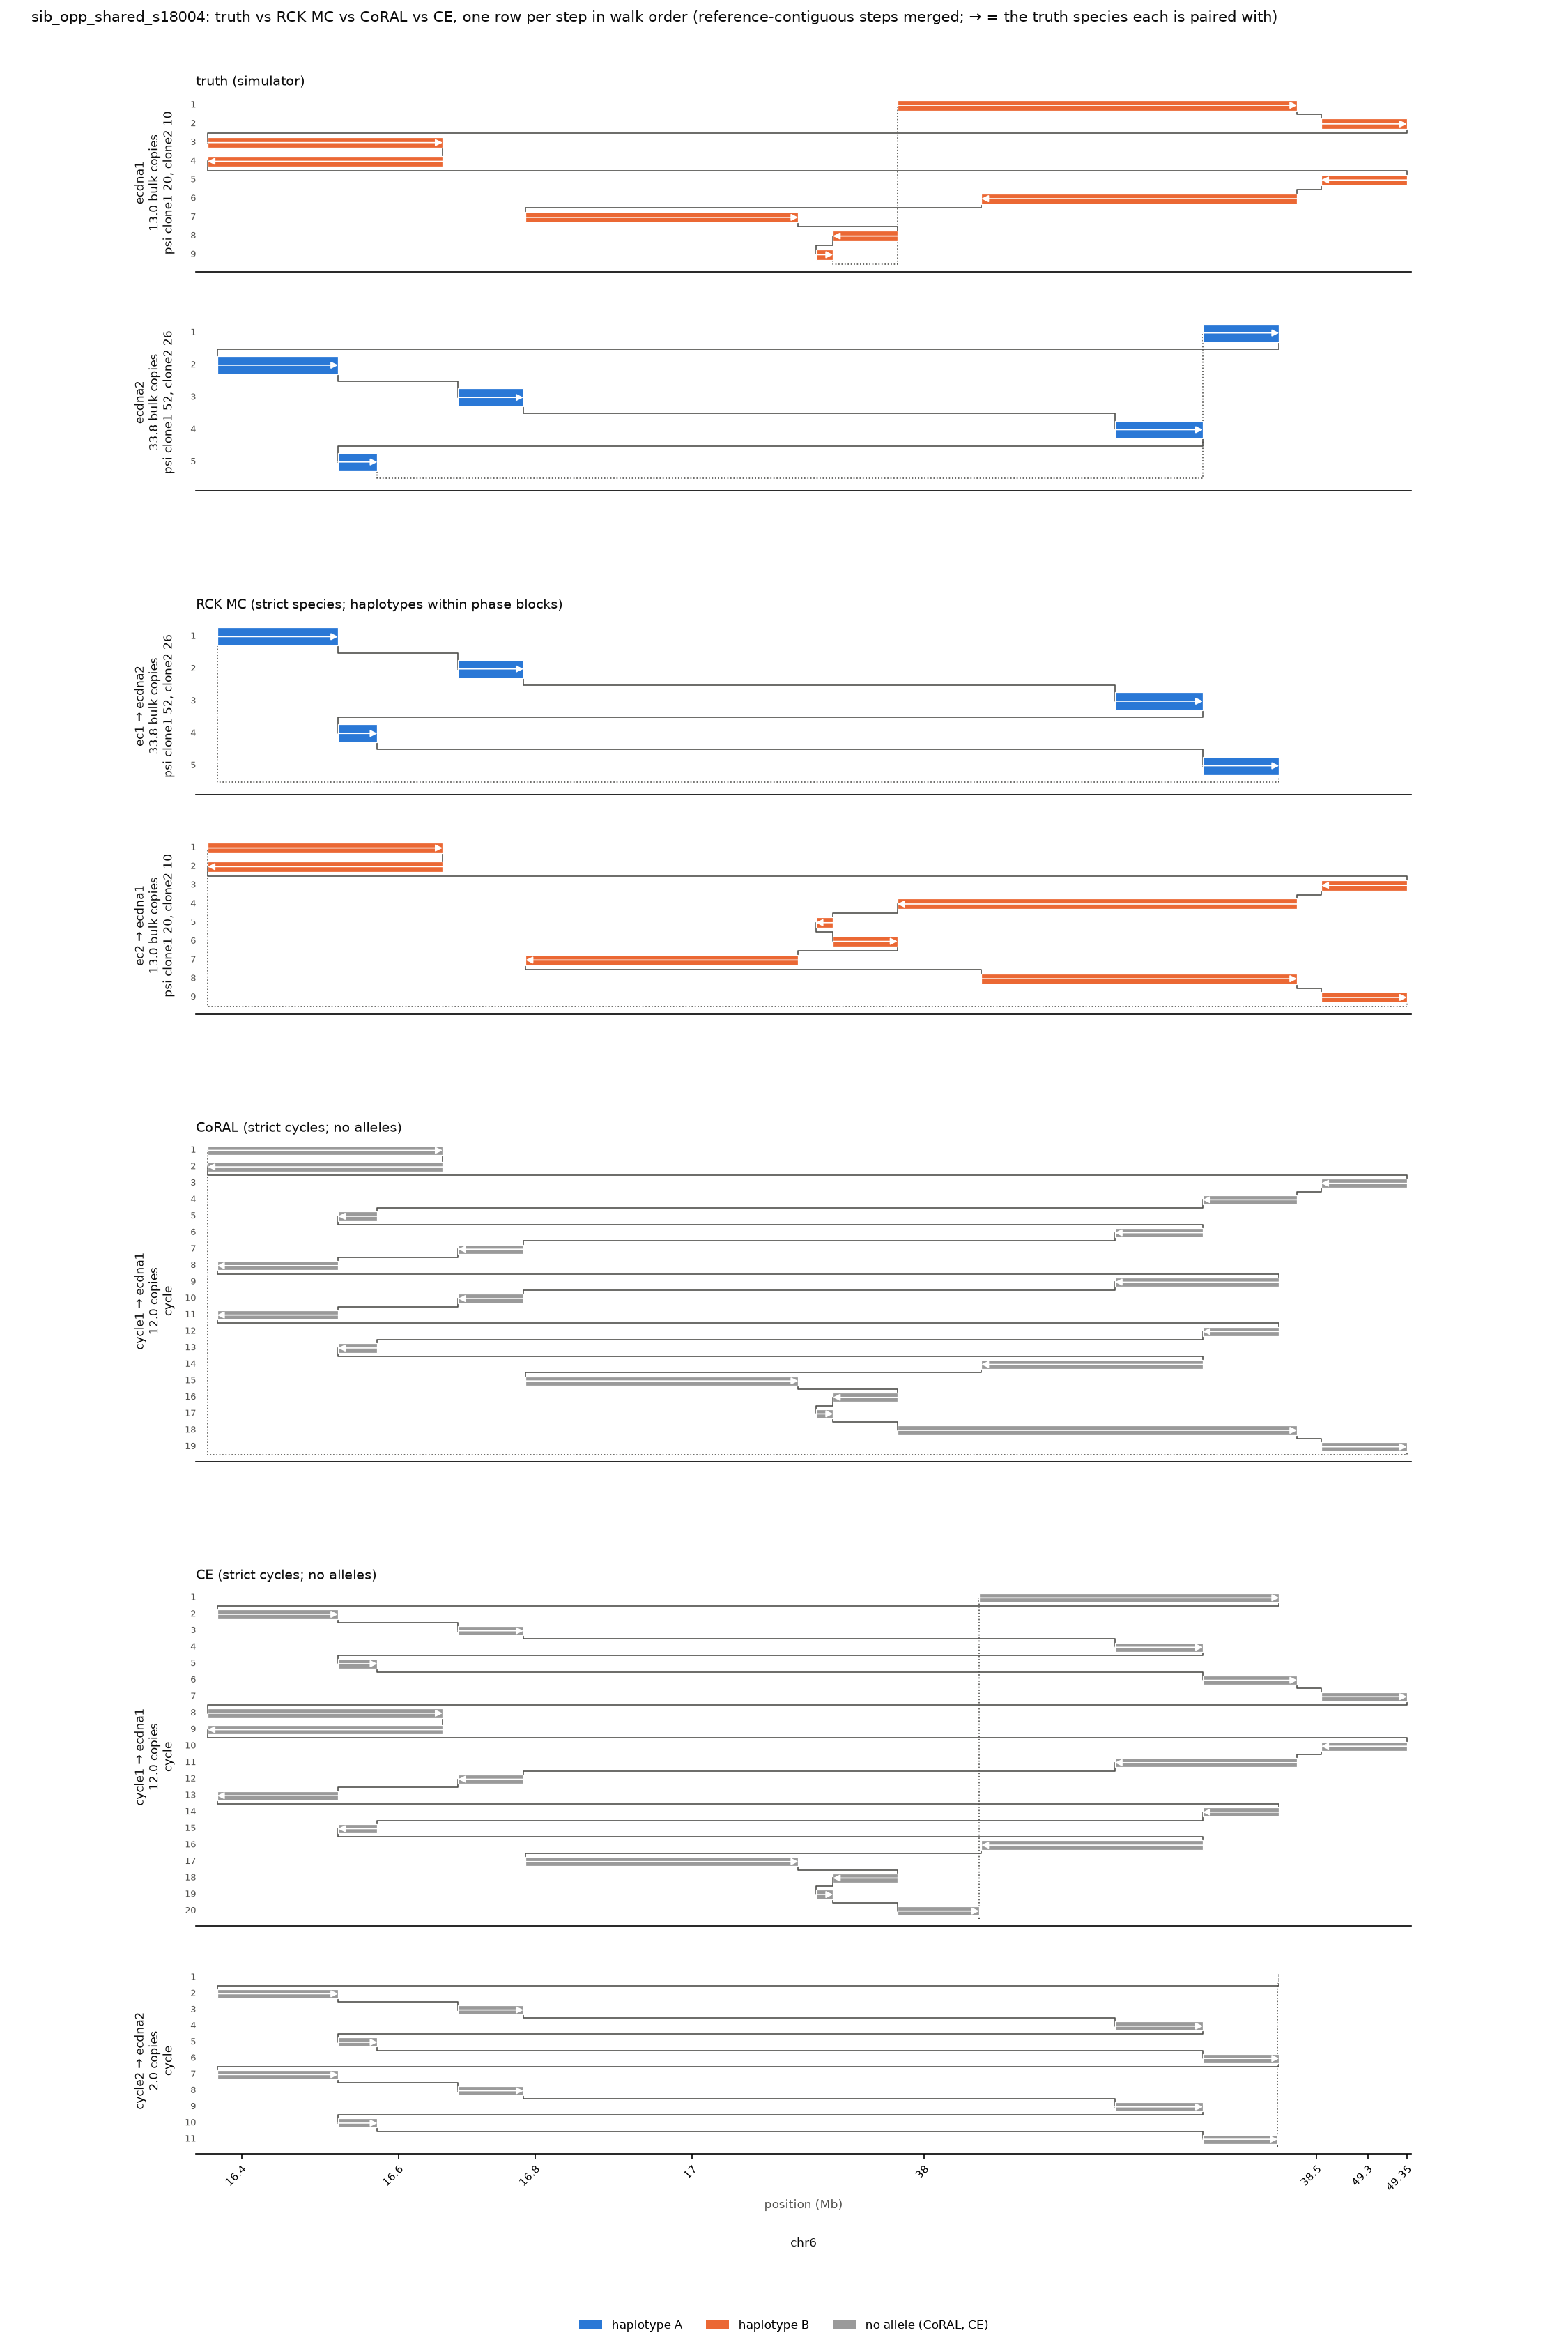 sib_opp_shared_s18004: truth vs RCK MC vs CoRAL vs CE, one row per step in walk order (reference-contiguous steps merged; → = the truth species each is paired with)
truth (simulator)
ecdna1
13.0 bulk copies
psi clone1 20, clone2 10
1
2
3
4
5
6
7
8
9
ecdna2
33.8 bulk copies
psi clone1 52, clone2 26
1
2
3
4
5
RCK MC (strict species; haplotypes within phase blocks)
ec1 → ecdna2
33.8 bulk copies
psi clone1 52, clone2 26
1
2
3
4
5
ec2 → ecdna1
13.0 bulk copies
psi clone1 20, clone2 10
1
2
3
4
5
6
7
8
9
CoRAL (strict cycles; no alleles)
cycle1 → ecdna1
12.0 copies
cycle
1
2
3
4
5
6
7
8
9
10
11
12
13
14
15
16
17
18
19
CE (strict cycles; no alleles)
cycle1 → ecdna1
12.0 copies
cycle
1
2
3
4
5
6
7
8
9
10
11
12
13
14
15
16
17
18
19
20
cycle2 → ecdna2
2.0 copies
cycle
1
2
3
4
5
6
7
8
9
10
11
16.4 16.6 16.8 17 38 38.5 49.3 49.35
position (Mb)
chr6
haplotype A haplotype B no allele (CoRAL, CE)